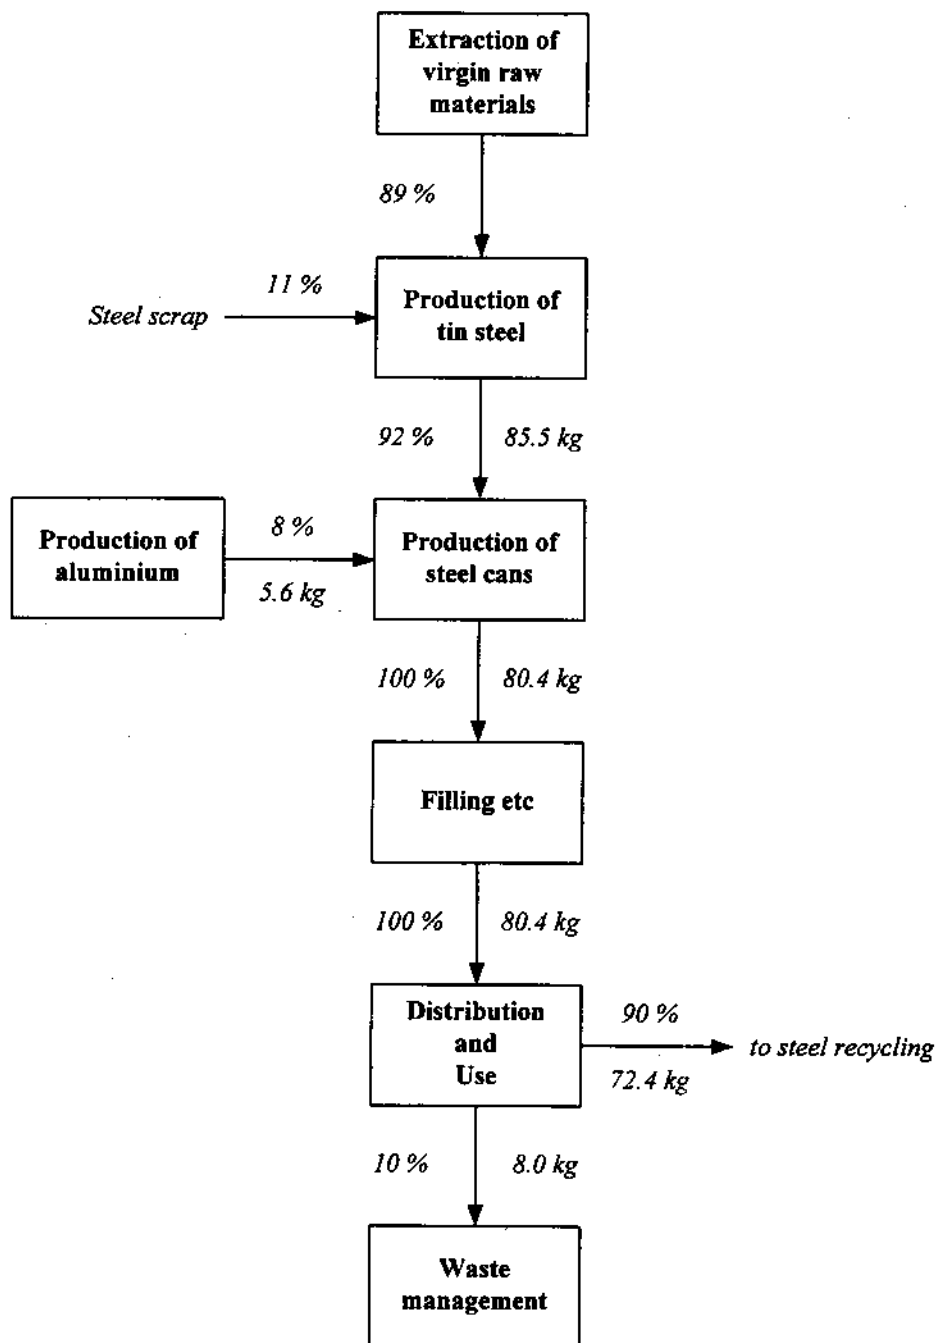 Extraction of
virgin raw
materials
89 %
11 %
Steel scrap
Production of
tin steel
92 %
85.5 kg
Production of
aluminium
8 %
5.6 kg
Production of
steel cans
100 %
80.4 kg
Filling etc
100 %
80.4 kg
Distribution
and
Use
90 %
to steel recycling
72.4 kg
10 %
8.0 kg
Waste
management